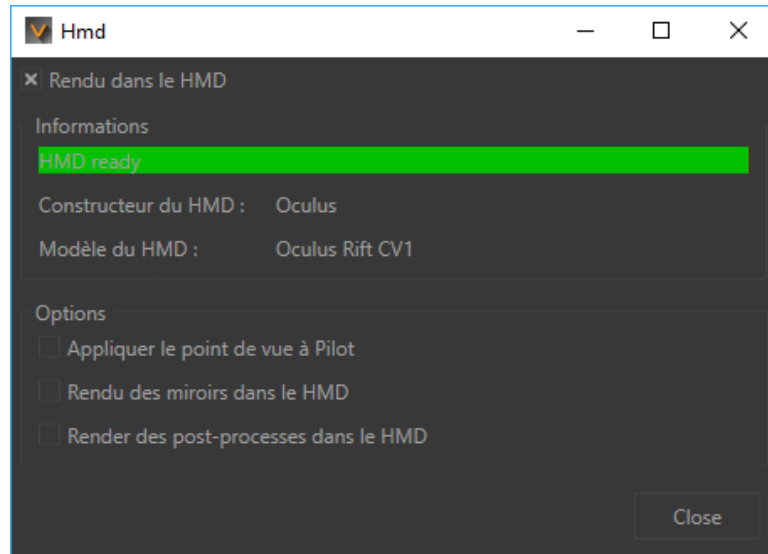 Hmd
Rendu dans le HMD
Informations
HMD ready
Constructeur du HMD : Oculus
Modèle du HMD : Oculus Rift CV1
Options
Appliquer le point de vue à Pilot
Rendu des miroirs dans le HMD
Render des post-processes dans le HMD
Close